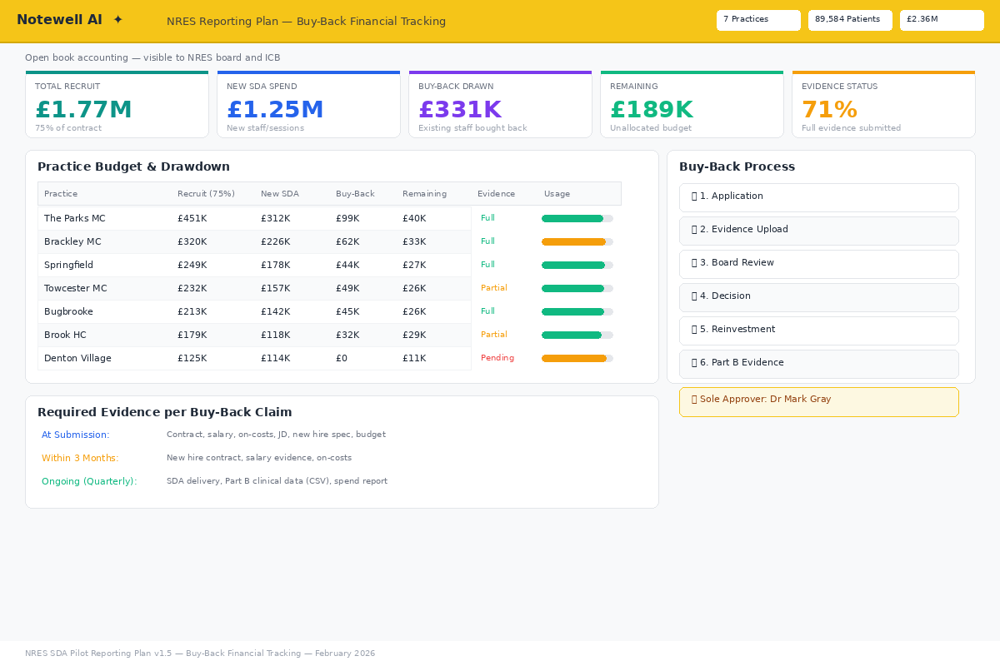 Notewell AI ✦
NRES Reporting Plan — Buy-Back Financial Tracking
7 Practices
89,584 Patients
£2.36M
Open book accounting — visible to NRES board and ICB
TOTAL RECRUIT
£1.77M
75% of contract
NEW SDA SPEND
£1.25M
New staff/sessions
BUY-BACK DRAWN
£331K
Existing staff bought back
REMAINING
£189K
Unallocated budget
EVIDENCE STATUS
71%
Full evidence submitted
Practice Budget & Drawdown
Practice Recruit (75%) New SDA Buy-Back Remaining Evidence Usage
The Parks MC £451K £312K £99K £40K Full
Brackley MC £320K £226K £62K £33K Full
Springfield £249K £178K £44K £27K Full
Towcester MC £232K £157K £49K £26K Partial
Bugbrooke £213K £142K £45K £26K Full
Brook HC £179K £118K £32K £29K Partial
Denton Village £125K £114K £0 £11K Pending
Buy-Back Process
1. Application
2. Evidence Upload
3. Board Review
4. Decision
5. Reinvestment
6. Part B Evidence
Sole Approver: Dr Mark Gray
Required Evidence per Buy-Back Claim
At Submission: Contract, salary, on-costs, JD, new hire spec, budget
Within 3 Months: New hire contract, salary evidence, on-costs
Ongoing (Quarterly): SDA delivery, Part B clinical data (CSV), spend report
NRES SDA Pilot Reporting Plan v1.5 — Buy-Back Financial Tracking — February 2026